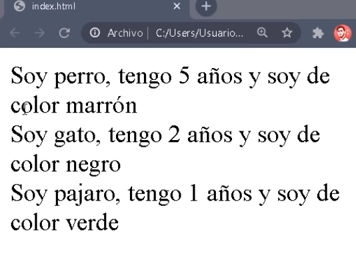 index.html
Archivo | C:/Users/Usuario...
Soy perro, tengo 5 años y soy de
color marrón
Soy gato, tengo 2 años y soy de
color negro
Soy pajaro, tengo 1 años y soy de
color verde